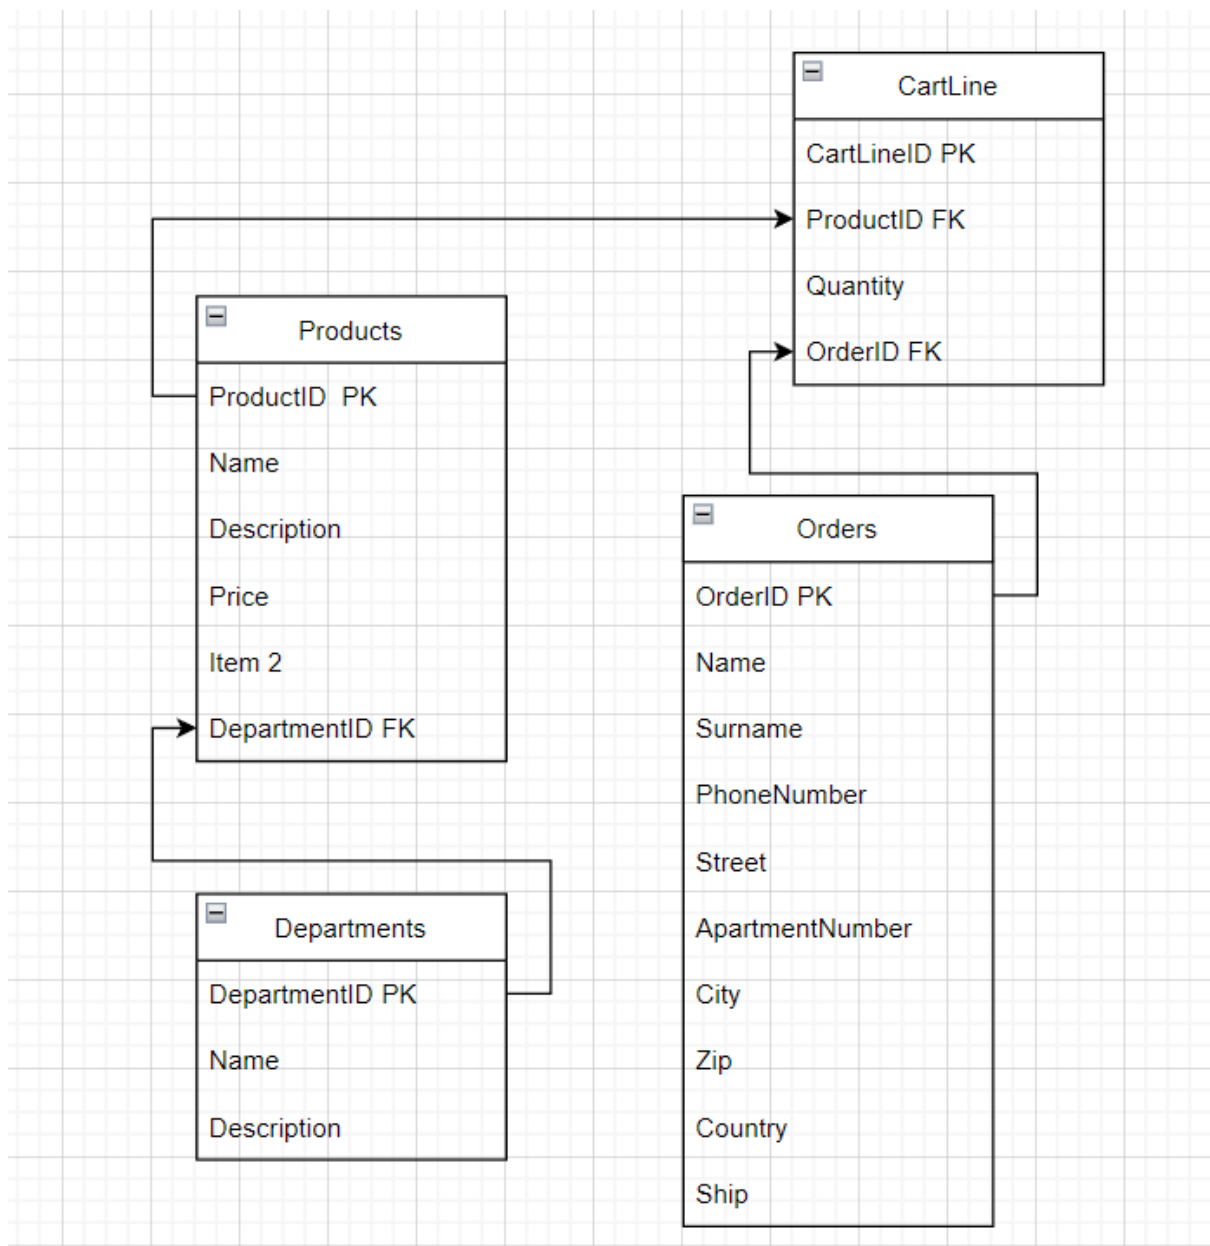 CartLine
CartLineID PK
ProductID FK
Quantity
OrderID FK
Products
ProductID  PK
Name
Description
Price
Item 2
DepartmentID FK
Orders
OrderID PK
Name
Surname
PhoneNumber
Street
ApartmentNumber
City
Zip
Country
Ship
Departments
DepartmentID PK
Name
Description